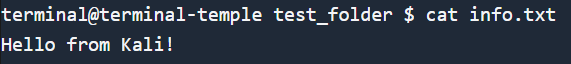 terminal@terminal-temple test_folder $ cat info.txt
Hello from Kali!